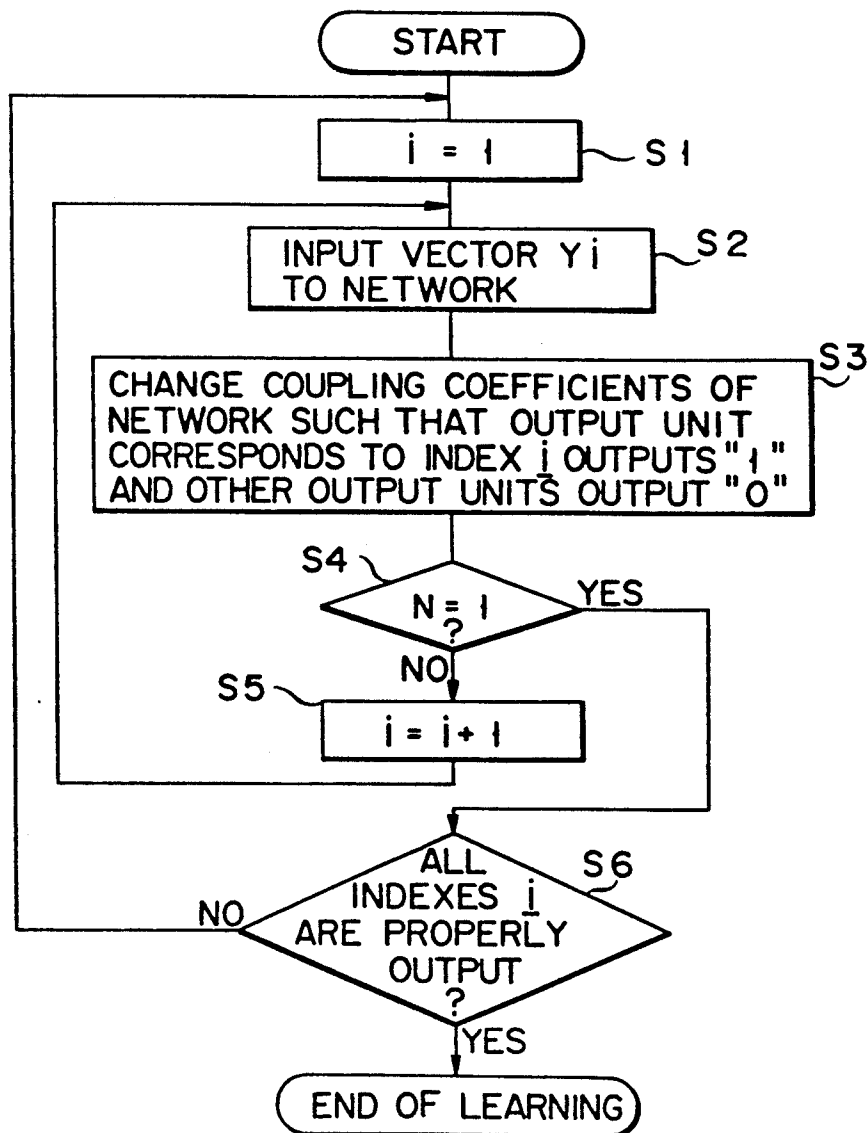 START
i = 1
S1
INPUT VECTOR Yi
TO NETWORK
S2
S3
CHANGE COUPLING COEFFICIENTS OF
NETWORK SUCH THAT OUTPUT UNIT
CORRESPONDS TO INDEX i OUTPUTS "1"
AND OTHER OUTPUT UNITS OUTPUT "0"
S4
N = 1
?
YES
NO
S5
i = i + 1
ALL
INDEXES i
ARE PROPERLY
OUTPUT
?
S6
NO
YES
END OF LEARNING